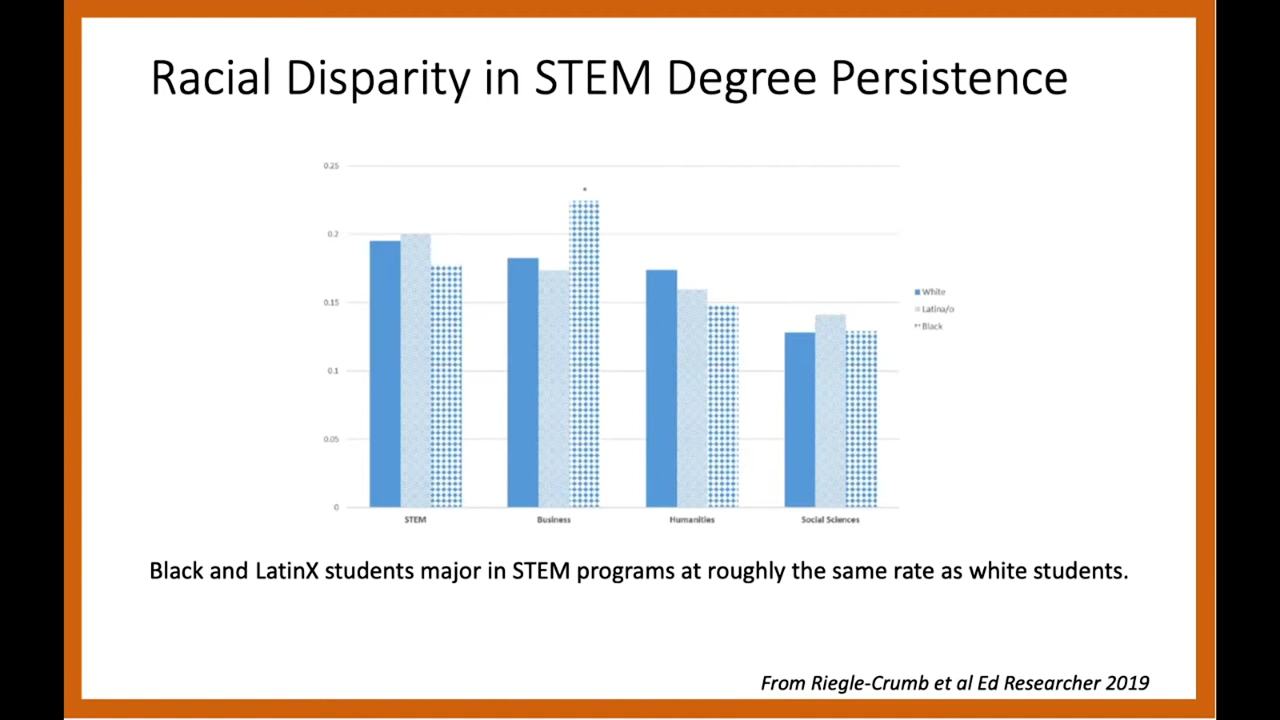 Racial Disparity in STEM Degree Persistence
0.25
0.2
0.15
0.1
0.05
0
*
STEM
Business
Humanities
Social Sciences
White
Latina/o
Black
Black and LatinX students major in STEM programs at roughly the same rate as white students.
From Riegle-Crumb et al Ed Researcher 2019